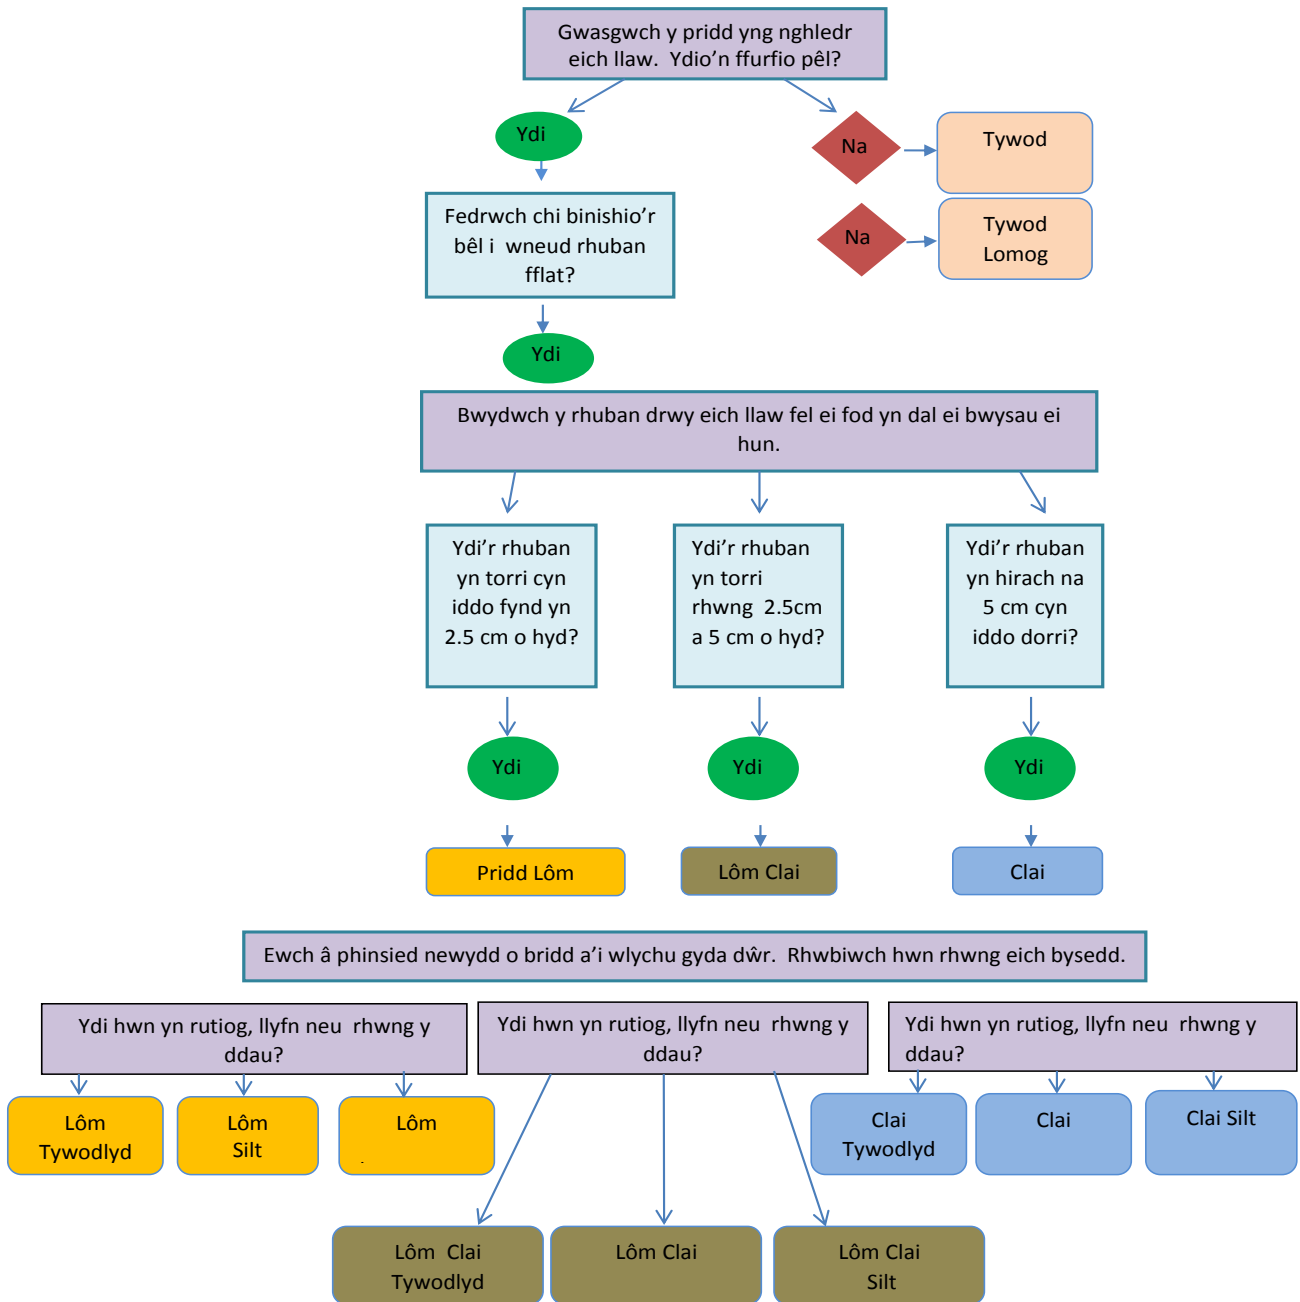 Gwasgwch y pridd yng nghledr
eich llaw. Ydio'n ffurfio pêl?
Ydi
Na
Tywod
Fedrwch chi binishio'r
bêl i wneud rhuban
fflat?
Na
Tywod
Lomog
Ydi
Bwydwch y rhuban drwy eich llaw fel ei fod yn dal ei bwysau ei
hun.
Ydi'r rhuban
yn torri cyn
iddo fynd yn
2.5 cm o hyd?
Ydi'r rhuban
yn torri
rhwng 2.5cm
a 5 cm o hyd?
Ydi'r rhuban
yn hirach na
5 cm cyn
iddo dorri?
Ydi
Ydi
Ydi
Pridd Lôm
Lôm Clai
Clai
Ewch â phinsied newydd o bridd a'i wlychu gyda dŵr. Rhwbiwch hwn rhwng eich bysedd.
Ydi hwn yn rutiog, llyfn neu rhwng y
ddau?
Ydi hwn yn rutiog, llyfn neu rhwng y
ddau?
Ydi hwn yn rutiog, llyfn neu rhwng y
ddau?
Lôm
Tywodlyd
Lôm
Silt
Lôm
.
Clai
Tywodlyd
Clai
Clai Silt
Lôm Clai
Tywodlyd
Lôm Clai
Lôm Clai
Silt